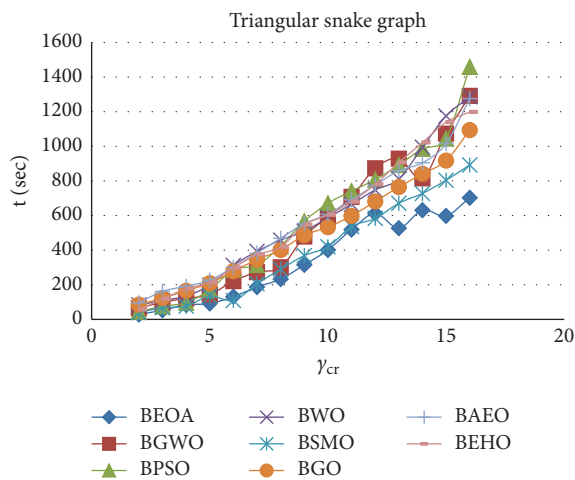 Triangular snake graph
1600
1400
1200
1000
800
600
400
200
0
t (sec)
0 5 10 15 20
γcr
BEOA BWO BAEO
BGWO BSMO BEHO
BPSO BGO